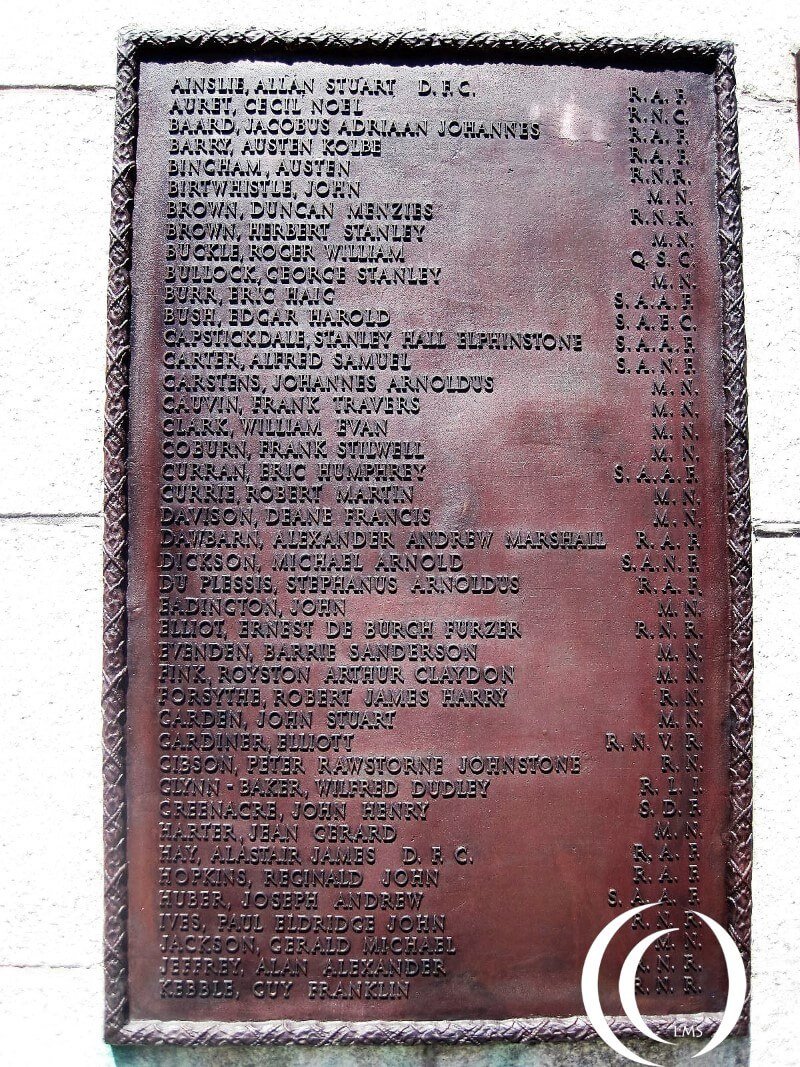 AINSLIE, ALLAN STUART D.F.C. R.A.F.
AURET, CECIL NOEL R.N.C.
BAARD, JACOBUS ADRIAAN JOHANNES R.A.F.
BARRY, AUSTEN KOLBE R.A.F.
BINGHAM, AUSTEN R.N.R.
BIRTWHISTLE, JOHN M.N.
BROWN, DUNCAN MENZIES R.N.R.
BROWN, HERBERT STANLEY M.N.
BUCKLE, ROGER WILLIAM Q.S.C.
BULLOCK, GEORGE STANLEY M.N.
BURR, ERIC HAIG S.A.A.F.
BUSH, EDGAR HAROLD S.A.E.C.
CAPSTICKDALE, STANLEY HALL ELPHINSTONE S.A.A.F.
CARTER, ALFRED SAMUEL S.A.N.F.
CARSTENS, JOHANNES ARNOLDUS M.N.
CAUVIN, FRANK TRAVERS M.N.
CLARK, WILLIAM EVAN M.N.
COBURN, FRANK STILWELL M.N.
CURRAN, ERIC HUMPHREY S.A.A.F.
CURRIE, ROBERT MARTIN M.N.
DAVISON, DEANE FRANCIS M.N.
DAWBARN, ALEXANDER ANDREW MARSHALL R.A.F.
DICKSON, MICHAEL ARNOLD S.A.N.F.
DU PLESSIS, STEPHANUS ARNOLDUS R.A.F.
EADINGTON, JOHN M.N.
ELLIOT, ERNEST DE BURGH FURZER R.N.R.
EVENDEN, BARRIE SANDERSON M.N.
FINK, ROYSTON ARTHUR CLAYDON M.N.
FORSYTHE, ROBERT JAMES HARRY R.N.
GARDEN, JOHN STUART M.N.
GARDINER, ELLIOTT R.N.V.R.
GIBSON, PETER RAWSTORNE JOHNSTONE R.N.
GLYNN-BAKER, WILFRED DUDLEY R.L.I.
GREENACRE, JOHN HENRY S.D.F.
HARTER, JEAN GERARD M.N.
HAY, ALASTAIR JAMES D.F.C. R.A.F.
HOPKINS, REGINALD JOHN R.A.F.
HUBER, JOSEPH ANDREW S.A.A.F.
IVES, PAUL ELDRIDGE JOHN R.N.R.
JACKSON, GERALD MICHAEL M.N.
JEFFREY, ALAN ALEXANDER R.N.R.
KEBBLE, GUY FRANKLIN R.N.R.
LMS